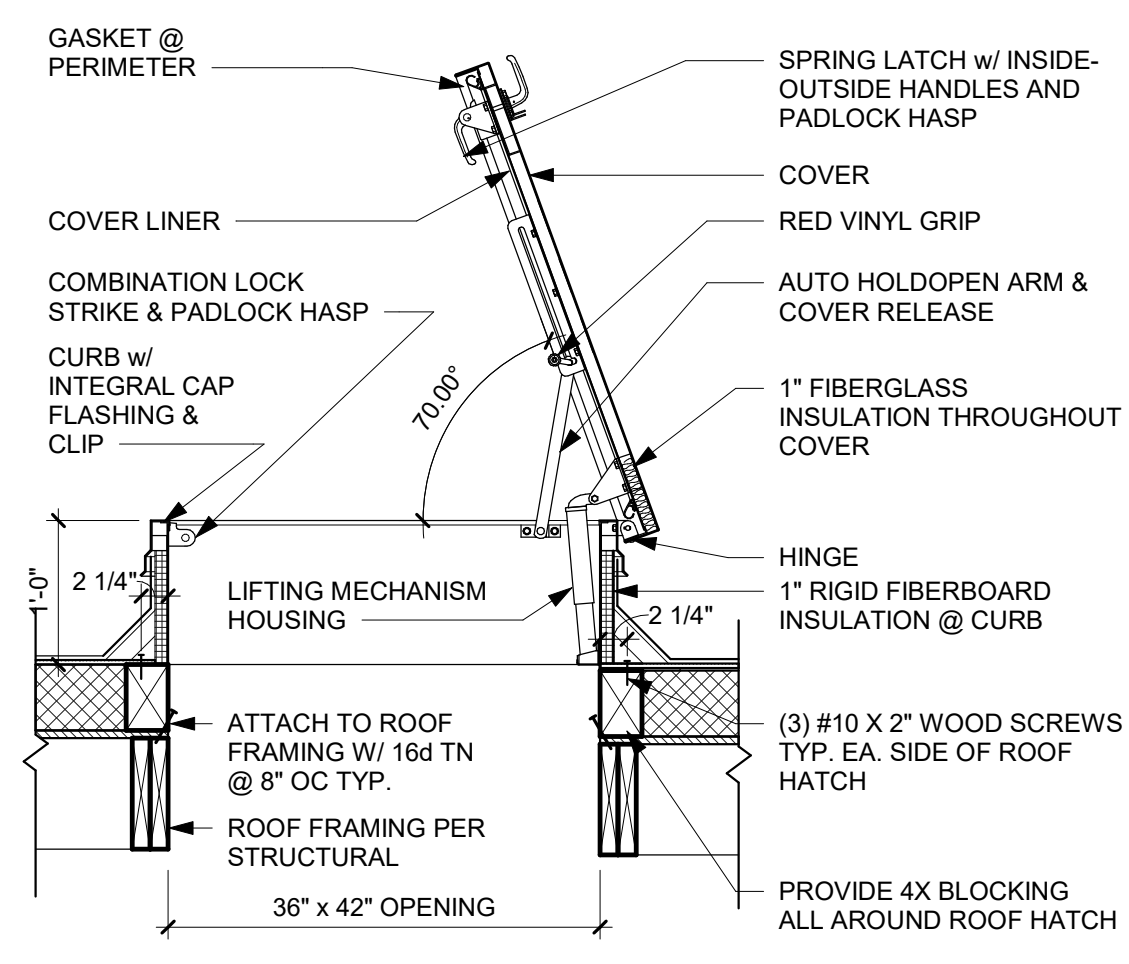 GASKET @
PERIMETER
COVER LINER
COMBINATION LOCK
STRIKE & PADLOCK HASP
CURB w/
INTEGRAL CAP
FLASHING &
CLIP
1'-0"
2 1/4"
70.00°
LIFTING MECHANISM
HOUSING
2 1/4"
ATTACH TO ROOF
FRAMING W/ 16d TN
@ 8" OC TYP.
ROOF FRAMING PER
STRUCTURAL
36" x 42" OPENING
SPRING LATCH w/ INSIDE-
OUTSIDE HANDLES AND
PADLOCK HASP
COVER
RED VINYL GRIP
AUTO HOLDOPEN ARM &
COVER RELEASE
1" FIBERGLASS
INSULATION THROUGHOUT
COVER
HINGE
1" RIGID FIBERBOARD
INSULATION @ CURB
(3) #10 X 2" WOOD SCREWS
TYP. EA. SIDE OF ROOF
HATCH
PROVIDE 4X BLOCKING
ALL AROUND ROOF HATCH